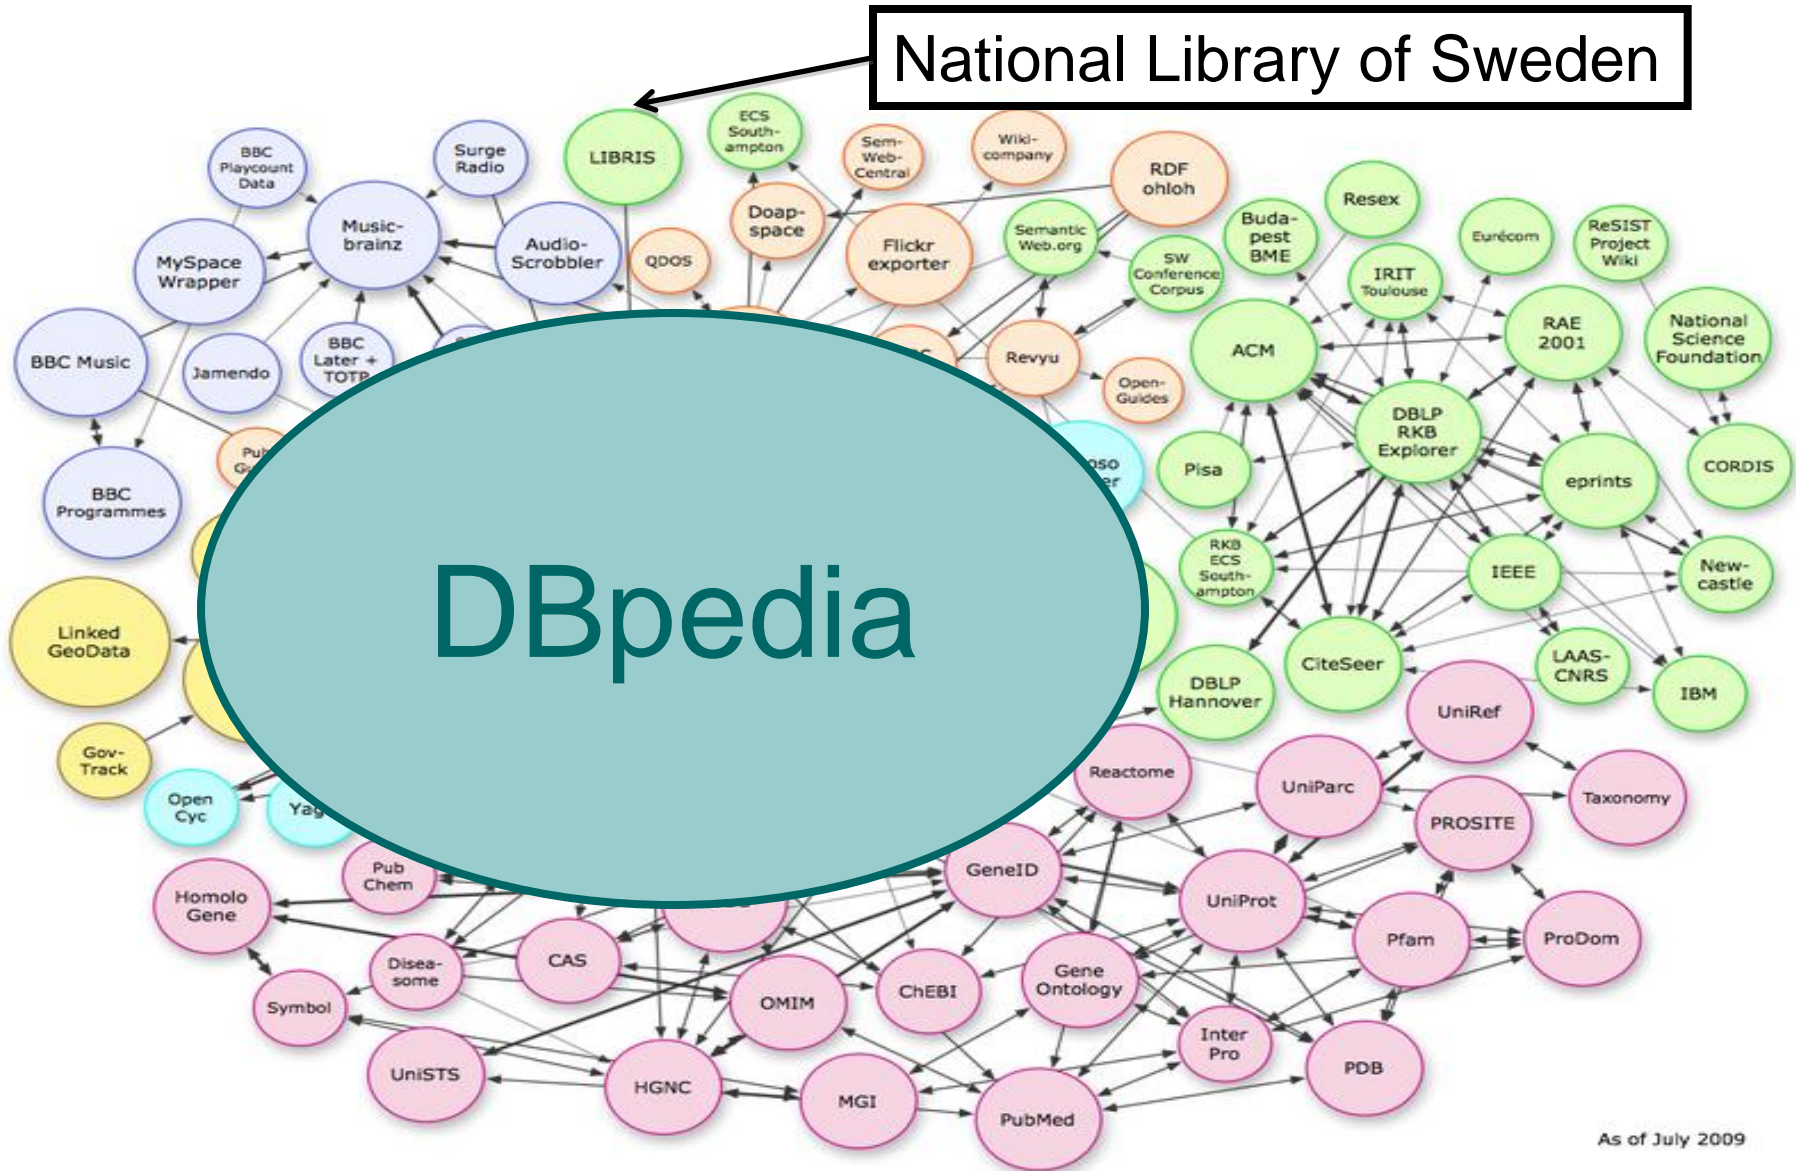 National Library of Sweden
BBC
Playcount
Data
Surge
Radio
LIBRIS
ECS
South-
ampton
Sem-
Web-
Central
Wiki-
company
RDF
ohloh
Music-
brainz
MySpace
Wrapper
Audio-
Scrobbler
QDOS
Doap-
space
Flickr
exporter
Semantic
Web.org
SW
Conference
Corpus
Buda-
pest
BME
Resex
IRIT
Toulouse
Eurécom
ReSIST
Project
Wiki
BBC Music
Jamendo
BBC
Later +
TOTP
Revyu
Open-
Guides
ACM
RAE
2001
National
Science
Foundation
DBLP
RKB
Explorer
Pisa
eprints
CORDIS
BBC
Programmes
RKB
ECS
South-
ampton
IEEE
New-
castle
DBpedia
Linked
GeoData
CiteSeer
LAAS-
CNRS
IBM
DBLP
Hannover
Gov-
Track
Open
Cyc
Yag
Reactome
UniRef
UniParc
Taxonomy
PROSITE
Pub
Chem
GeneID
Homolo
Gene
UniProt
Pfam
ProDom
Disea-
some
CAS
Symbol
OMIM
ChEBI
Gene
Ontology
Inter
Pro
PDB
UniSTS
HGNC
MGI
PubMed
As of July 2009